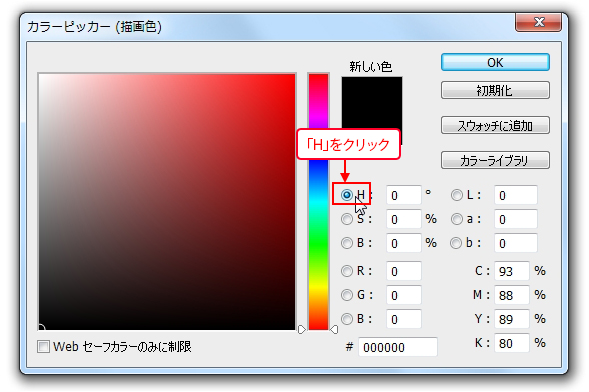 カラーピッカー (描画色)
新しい色
OK
初期化
スウォッチに追加
カラーライブラリ
「H」をクリック
H : 0 °
S : 0 %
B : 0 %
R : 0
G : 0
B : 0
# 000000
L : 0
a : 0
b : 0
C : 93 %
M : 88 %
Y : 89 %
K : 80 %
Web セーフカラーのみに制限